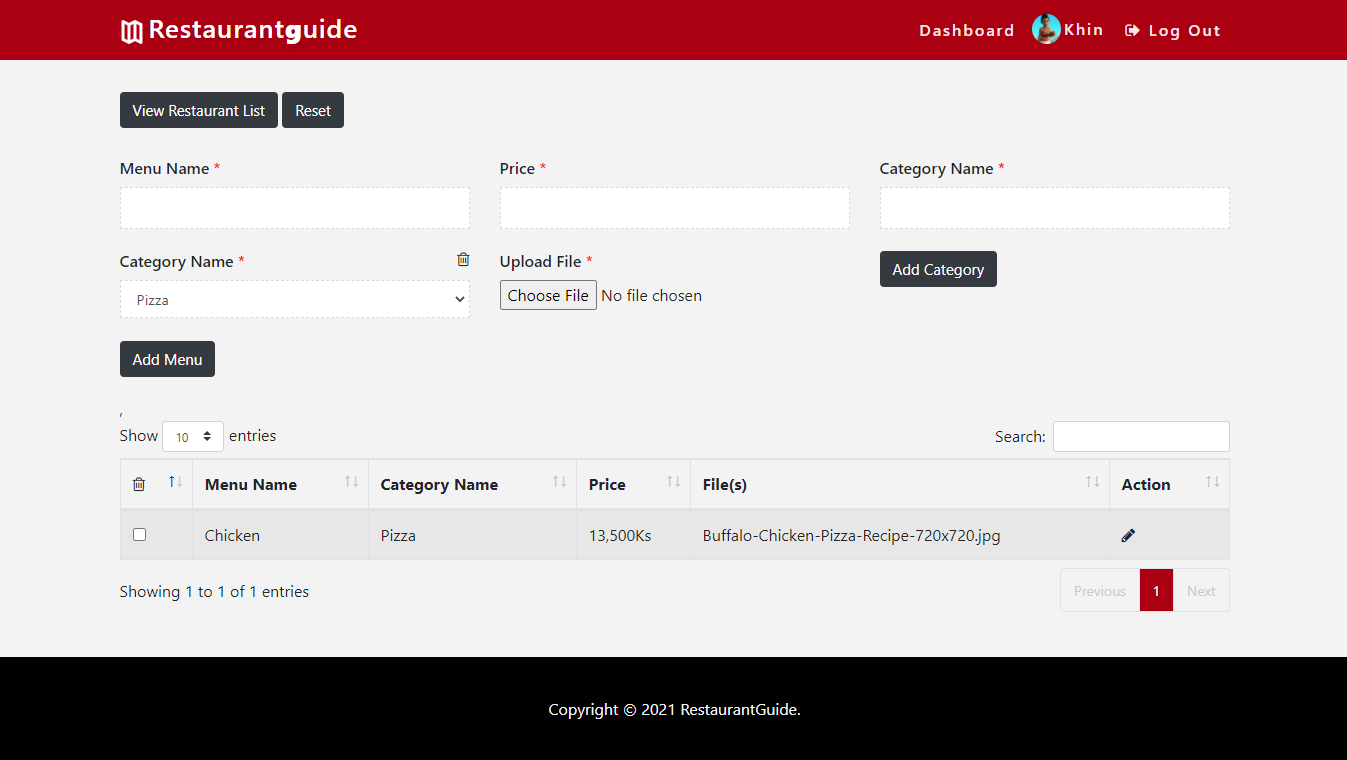 Restaurantguide Dashboard Khin Log Out
View Restaurant List Reset
Menu Name * Price * Category Name *
Category Name * Upload File * Add Category
Pizza Choose File No file chosen
Add Menu
,
Show 10 entries Search:
Menu Name Category Name Price File(s) Action
Chicken Pizza 13,500Ks Buffalo-Chicken-Pizza-Recipe-720x720.jpg
Showing 1 to 1 of 1 entries Previous 1 Next
Copyright © 2021 RestaurantGuide.